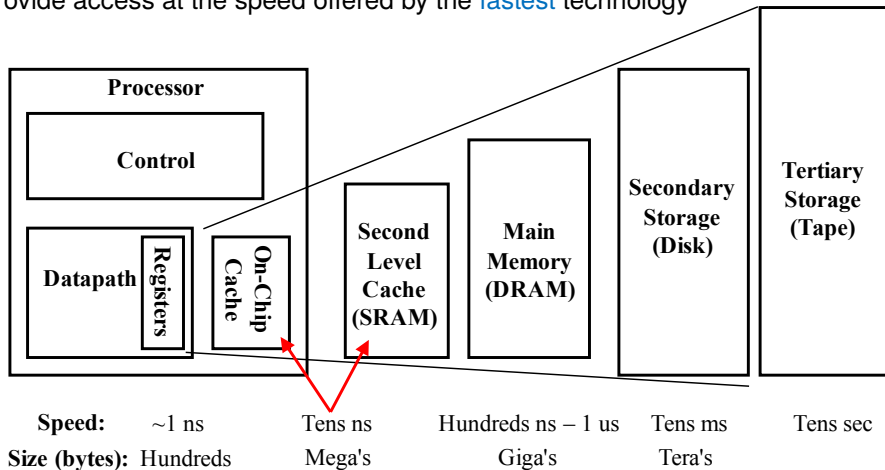 ovide access at the speed offered by the fastest technology
Processor
Control
Datapath
Registers
On-Chip
Cache
Second
Level
Cache
(SRAM)
Main
Memory
(DRAM)
Secondary
Storage
(Disk)
Tertiary
Storage
(Tape)
Speed: ~1 ns Tens ns Hundreds ns – 1 us Tens ms Tens sec
Size (bytes): Hundreds Mega's Giga's Tera's